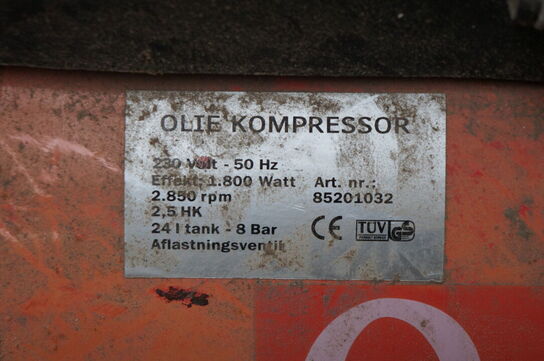 OLIE KOMPRESSOR
230 Volt - 50 Hz
Effekt; 1.800 Watt
2.850 rpm
2,5 HK
24 l tank - 8 Bar
Aflastningsventil
Art. nr.:
85201032
CE TÜV GS